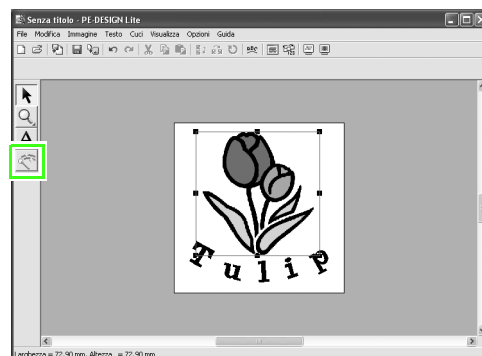 Senza titolo - PE-DESIGN Lite
File Modifica Immagine Testo Cuci Visualizza Opzioni Guida
A
Tulip
Larghezza = 72.90 mm, Altezza = 72.90 mm